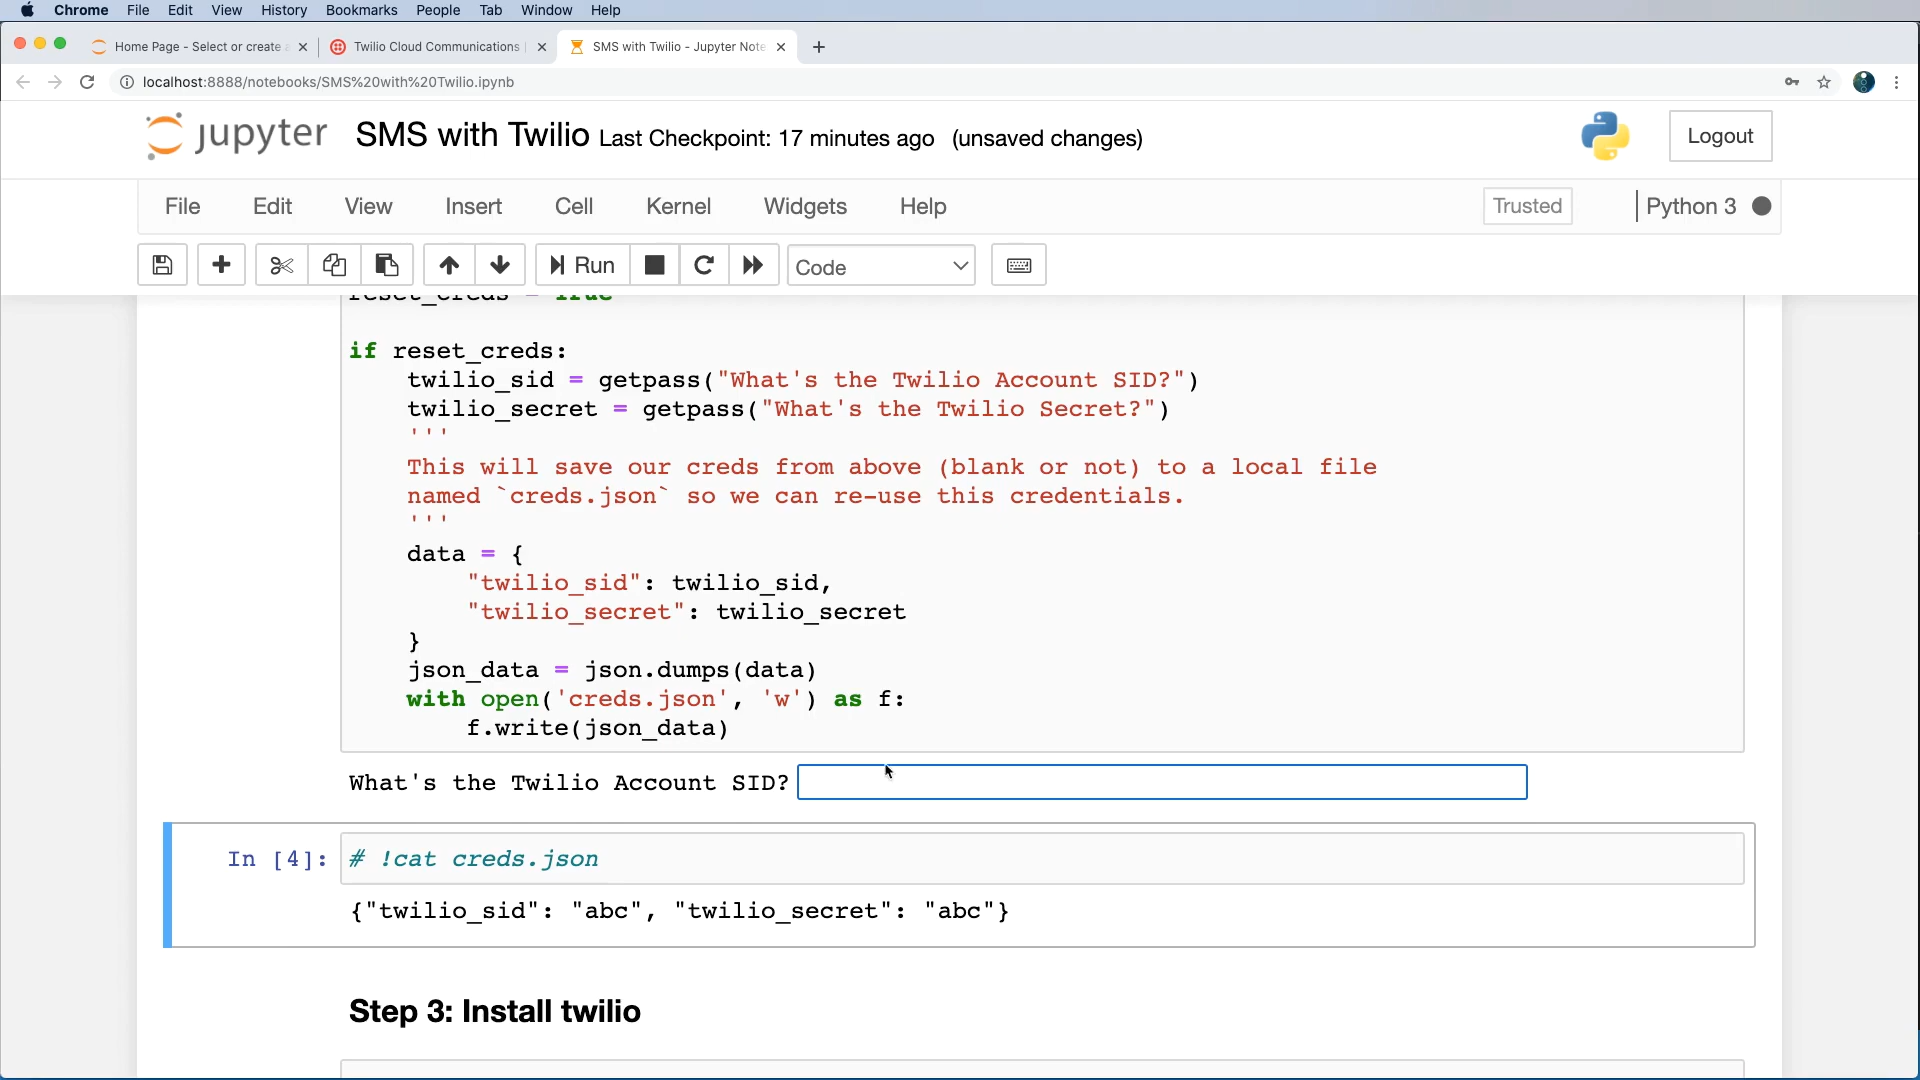 Chrome File Edit View History Bookmarks People Tab Window Help
Home Page - Select or create a
Twilio Cloud Communications
SMS with Twilio - Jupyter Note
localhost:8888/notebooks/SMS%20with%20Twilio.ipynb
jupyter SMS with Twilio Last Checkpoint: 17 minutes ago (unsaved changes)
Logout
File Edit View Insert Cell Kernel Widgets Help
Trusted
Python 3
Run
Code
reset_creds = True
if reset_creds:
twilio_sid = getpass("What's the Twilio Account SID?")
twilio_secret = getpass("What's the Twilio Secret?")
'''
This will save our creds from above (blank or not) to a local file
named `creds.json` so we can re-use this credentials.
'''
data = {
"twilio_sid": twilio_sid,
"twilio_secret": twilio_secret
}
json_data = json.dumps(data)
with open('creds.json', 'w') as f:
f.write(json_data)
What's the Twilio Account SID?
In [4]: # !cat creds.json
{"twilio_sid": "abc", "twilio_secret": "abc"}
Step 3: Install twilio